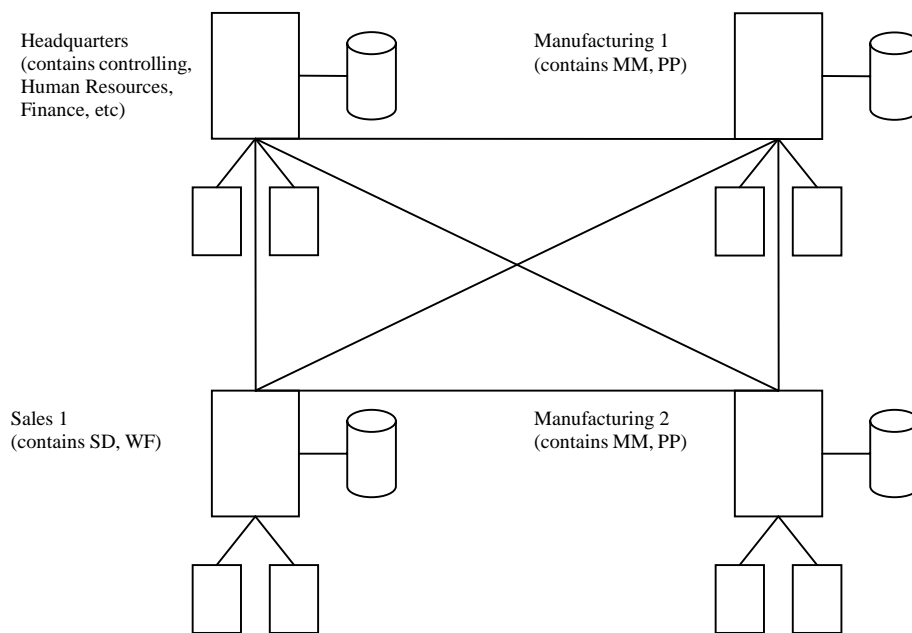 Headquarters
(contains controlling,
Human Resources,
Finance, etc)
Manufacturing 1
(contains MM, PP)
Sales 1
(contains SD, WF)
Manufacturing 2
(contains MM, PP)